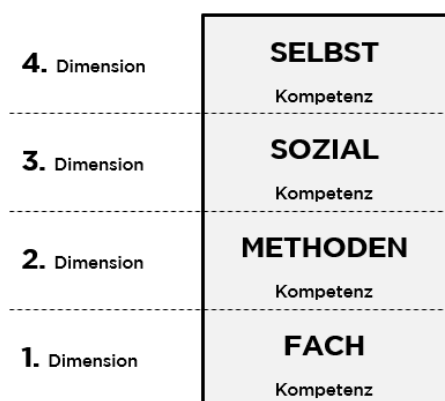 4. Dimension
SELBST
Kompetenz
3. Dimension
SOZIAL
Kompetenz
2. Dimension
METHODEN
Kompetenz
1. Dimension
FACH
Kompetenz